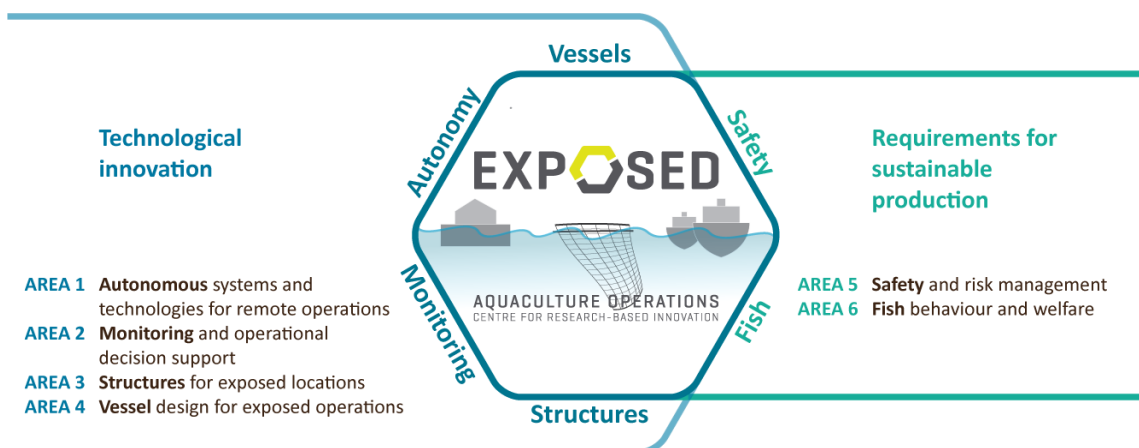 Vessels
Autonomy
Safety
Technological
innovation
EXPOSED
Requirements for
sustainable
production
Monitoring
AQUACULTURE OPERATIONS
CENTRE FOR RESEARCH-BASED INNOVATION
Fish
Structures
AREA 1 Autonomous systems and
technologies for remote operations
AREA 2 Monitoring and operational
decision support
AREA 3 Structures for exposed locations
AREA 4 Vessel design for exposed operations
AREA 5 Safety and risk management
AREA 6 Fish behaviour and welfare